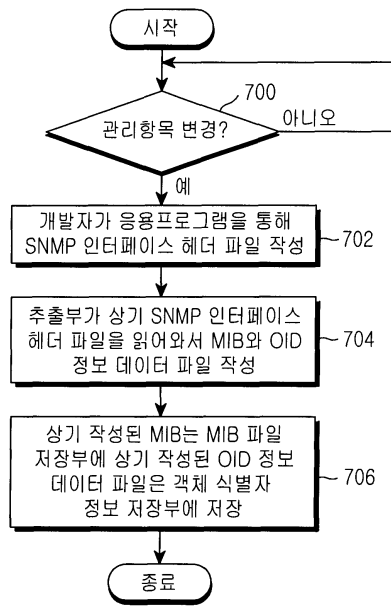 시작
700
관리항목 변경?
아니오
예
개발자가 응용프로그램을 통해
SNMP 인터페이스 헤더 파일 작성
702
추출부가 상기 SNMP 인터페이스
헤더 파일을 읽어와서 MIB와 OID
정보 데이터 파일 작성
704
상기 작성된 MIB는 MIB 파일
저장부에 상기 작성된 OID 정보
데이터 파일은 객체 식별자
정보 저장부에 저장
706
종료